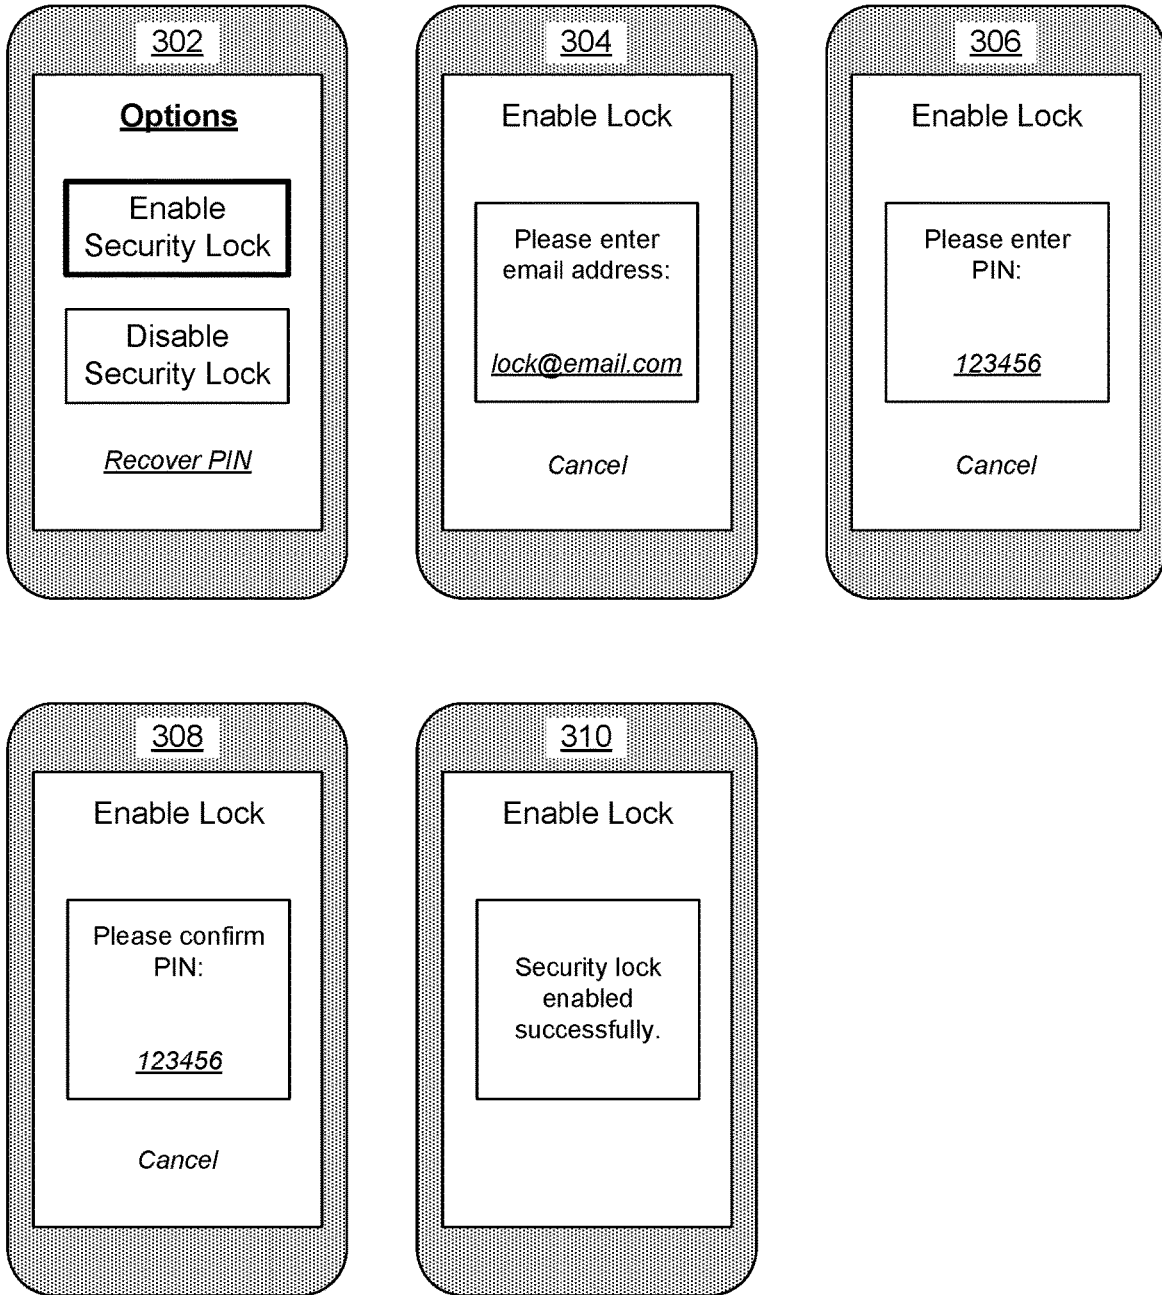 302
Options
Enable
Security Lock
Disable
Security Lock
Recover PIN
304
Enable Lock
Please enter
email address:
lock@email.com
Cancel
306
Enable Lock
Please enter
PIN:
123456
Cancel
308
Enable Lock
Please confirm
PIN:
123456
Cancel
310
Enable Lock
Security lock
enabled
successfully.